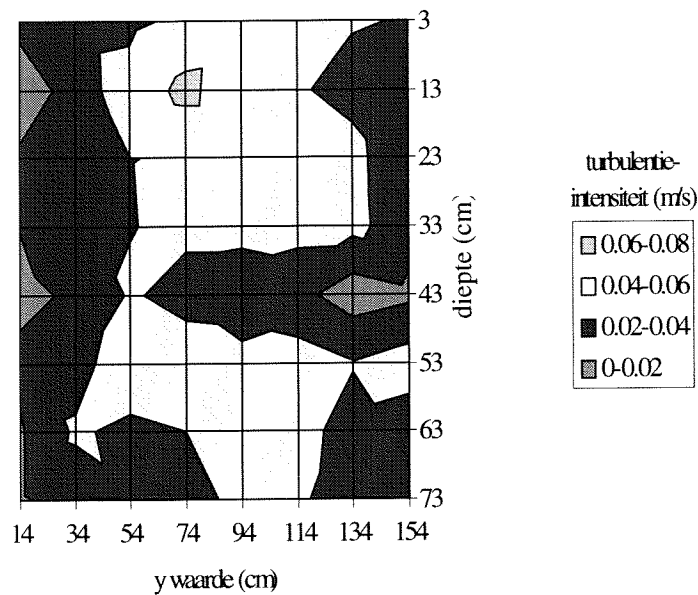 3
13
23
33
43
53
63
73
diepte (cm)
14 34 54 74 94 114 134 154
y waarde (cm)
turbulentie-
intensiteit (m/s)
0.06-0.08
0.04-0.06
0.02-0.04
0-0.02